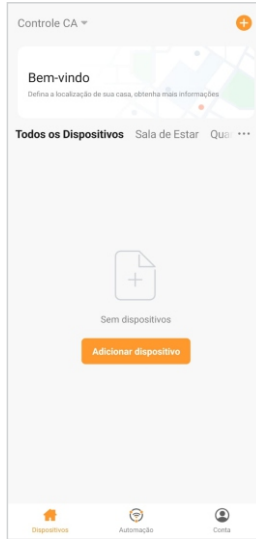 Controle CA
Bem-vindo
Defina a localização de sua casa, obtenha mais informações
Todos os Dispositivos Sala de Estar
Sem dispositivos
Adicionar dispositivo
Dispositivos Automação Conta